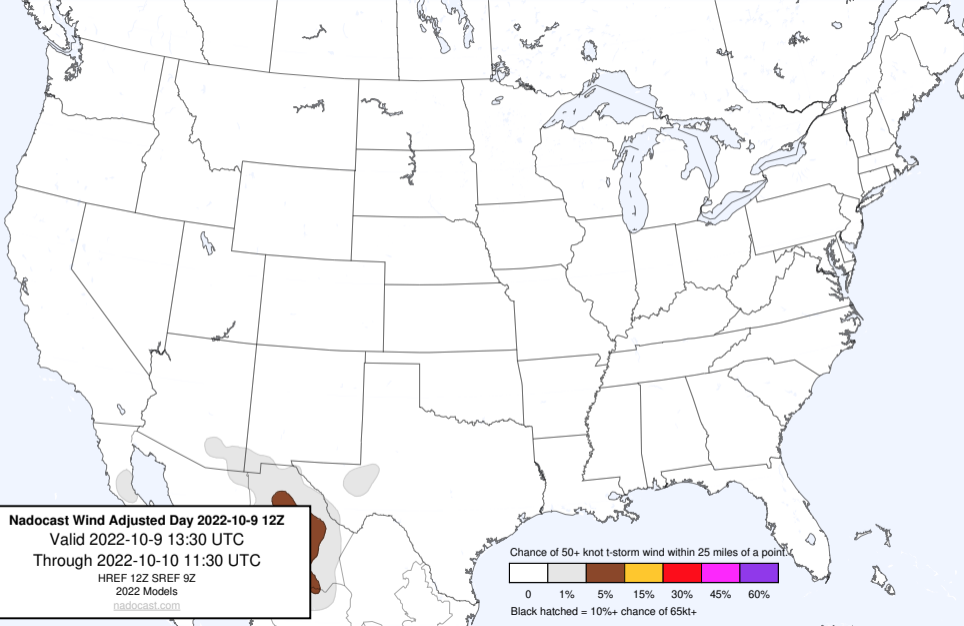 Nadocast Wind Adjusted Day 2022-10-9 12Z
Valid 2022-10-9 13:30 UTC
Through 2022-10-10 11:30 UTC
HREF 12Z SREF 9Z
2022 Models
nadocast.com
Chance of 50+ knot t-storm wind within 25 miles of a point.
0 1% 5% 15% 30% 45% 60%
Black hatched = 10%+ chance of 65kt+